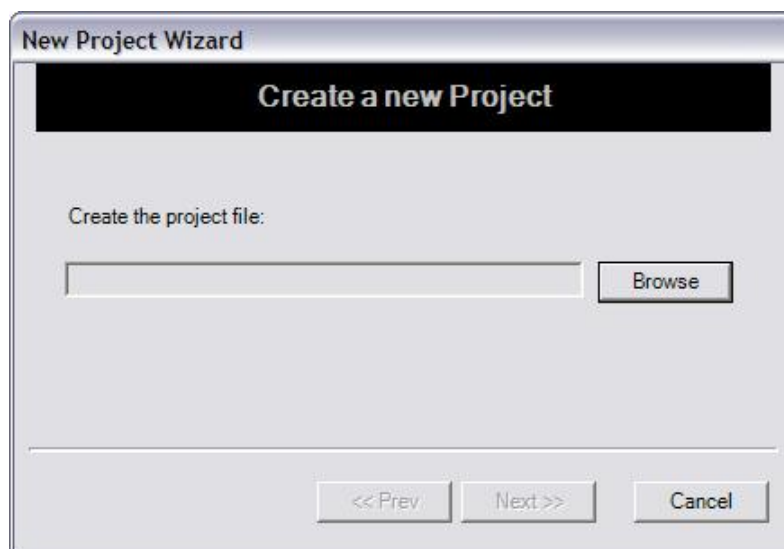 New Project Wizard
Create a new Project
Create the project file:
Browse
<< Prev
Next >>
Cancel